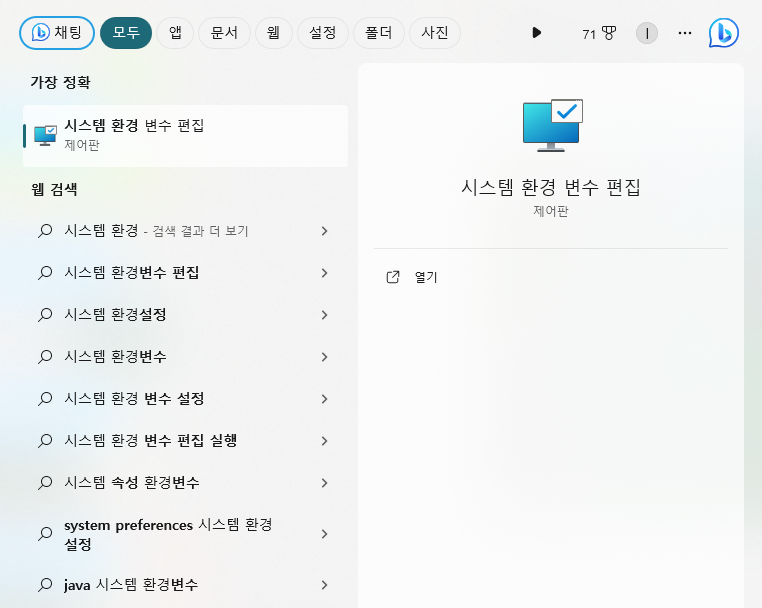 채팅 모두 앱 문서 웹 설정 폴더 사진 71 I ...
가장 정확
시스템 환경 변수 편집
제어판
웹 검색
시스템 환경 - 검색 결과 더 보기
시스템 환경변수 편집
시스템 환경설정
시스템 환경변수
시스템 환경 변수 설정
시스템 환경 변수 편집 실행
시스템 속성 환경변수
system preferences 시스템 환경
설정
java 시스템 환경변수
시스템 환경 변수 편집
제어판
열기